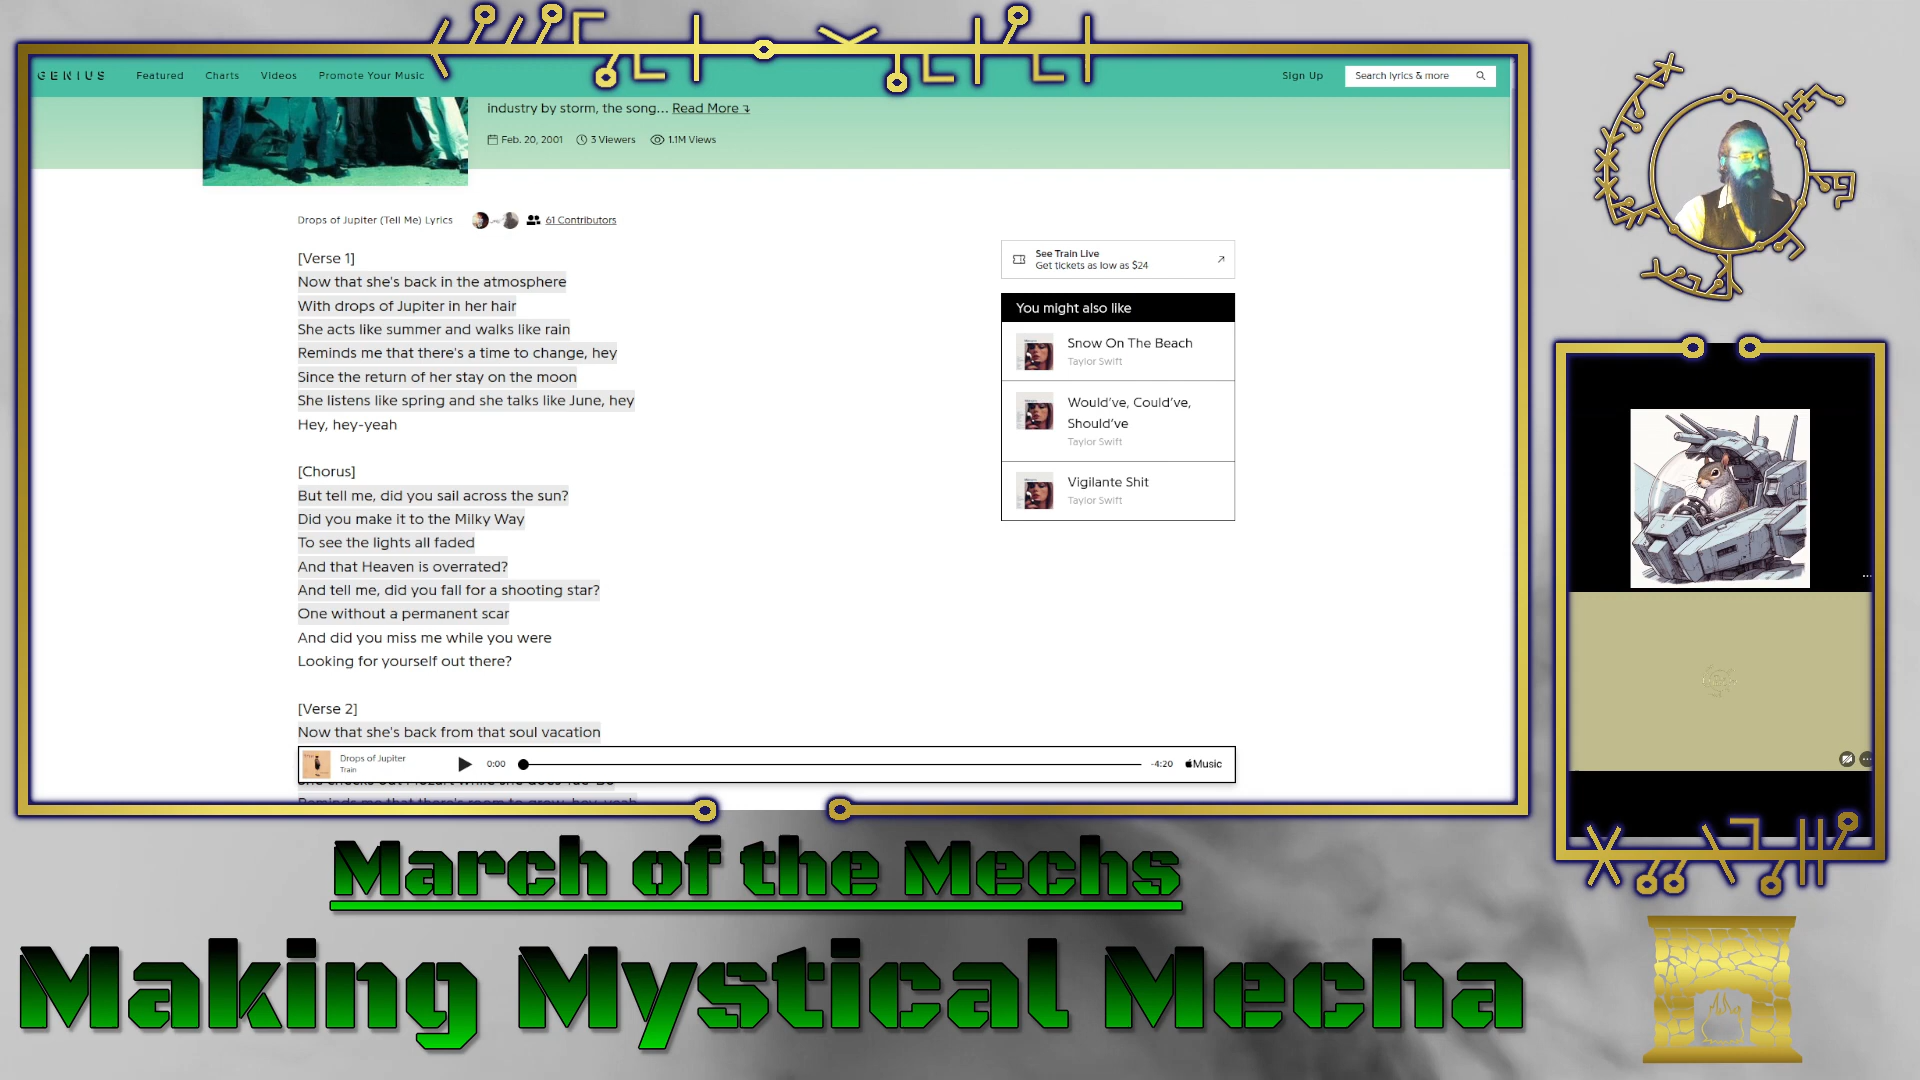 GENIUS
Featured
Charts
Videos
Promote Your Music
Sign Up
Search lyrics & more
industry by storm, the song... Read More
Feb. 20, 2001
3 Viewers
1.1M Views
Drops of Jupiter (Tell Me) Lyrics
61 Contributors
[Verse 1]
Now that she's back in the atmosphere
With drops of Jupiter in her hair
She acts like summer and walks like rain
Reminds me that there's a time to change, hey
Since the return of her stay on the moon
She listens like spring and she talks like June, hey
Hey, hey-yeah
[Chorus]
But tell me, did you sail across the sun?
Did you make it to the Milky Way
To see the lights all faded
And that Heaven is overrated?
And tell me, did you fall for a shooting star?
One without a permanent scar
And did you miss me while you were
Looking for yourself out there?
[Verse 2]
Now that she's back from that soul vacation
See Train Live
Get tickets as low as $24
You might also like
Snow On The Beach
Taylor Swift
Would've, Could've,
Should've
Taylor Swift
Vigilante Shit
Taylor Swift
Drops of Jupiter
Train
0:00
-4:20
Music
March of the Mechs
Making Mystical Mecha